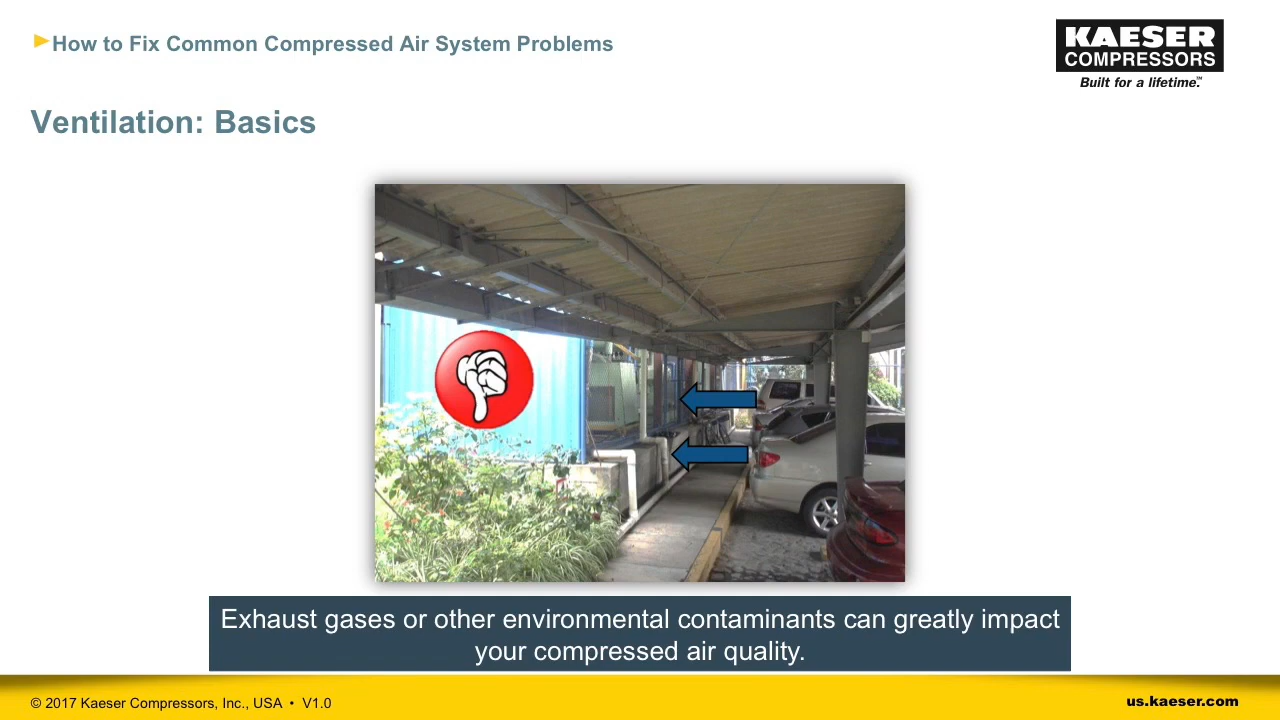 How to Fix Common Compressed Air System Problems
KAESER
COMPRESSORS
Built for a lifetime.™
Ventilation: Basics
Exhaust gases or other environmental contaminants can greatly impact
your compressed air quality.
© 2017 Kaeser Compressors, Inc., USA • V1.0
us.kaeser.com